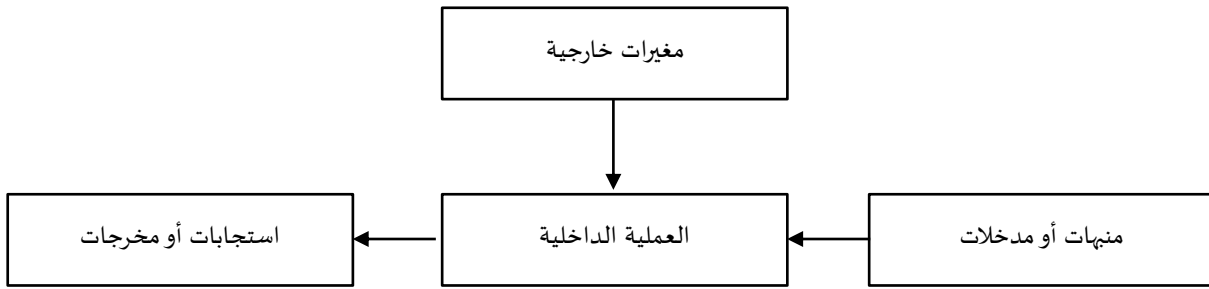 مغيرات خارجية
منبهات أو مدخلات
العملية الداخلية
استجابات أو مخرجات